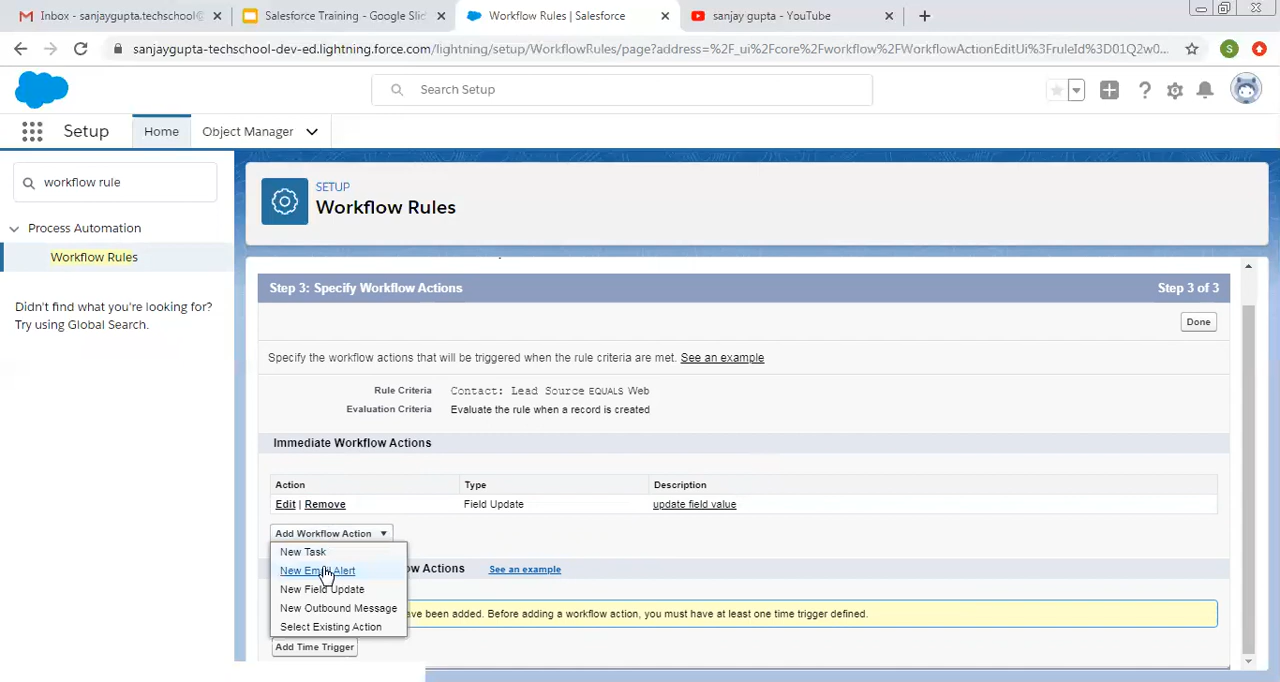 Inbox - sanjaygupta.techschool@
Salesforce Training - Google Slid
Workflow Rules | Salesforce
sanjay gupta - YouTube
sanjaygupta-techschool-dev-ed.lightning.force.com/lightning/setup/WorkflowRules/page?address=%2F_ui%2Fcore%2Fworkflow%2FWorkflowActionEditUi%3FruleId%3D01Q2w0...
S
Search Setup
Setup
Home
Object Manager
workflow rule
Process Automation
Workflow Rules
Didn't find what you're looking for?
Try using Global Search.
SETUP
Workflow Rules
Step 3: Specify Workflow Actions
Step 3 of 3
Done
Specify the workflow actions that will be triggered when the rule criteria are met. See an example
Rule Criteria
Contact: Lead Source EQUALS Web
Evaluation Criteria
Evaluate the rule when a record is created
Immediate Workflow Actions
Action
Type
Description
Edit | Remove
Field Update
update field value
Add Workflow Action
New Task
New Email Alert
New Field Update
New Outbound Message
Select Existing Action
ow Actions
See an example
ave been added. Before adding a workflow action, you must have at least one time trigger defined.
Add Time Trigger